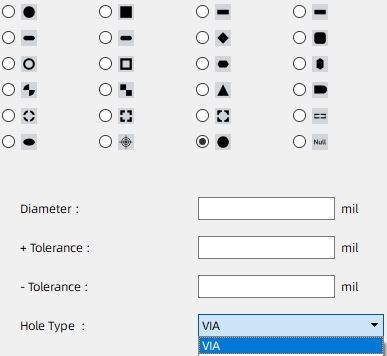 Null
Diameter : mil
+ Tolerance : mil
- Tolerance : mil
Hole Type : VIA
VIA